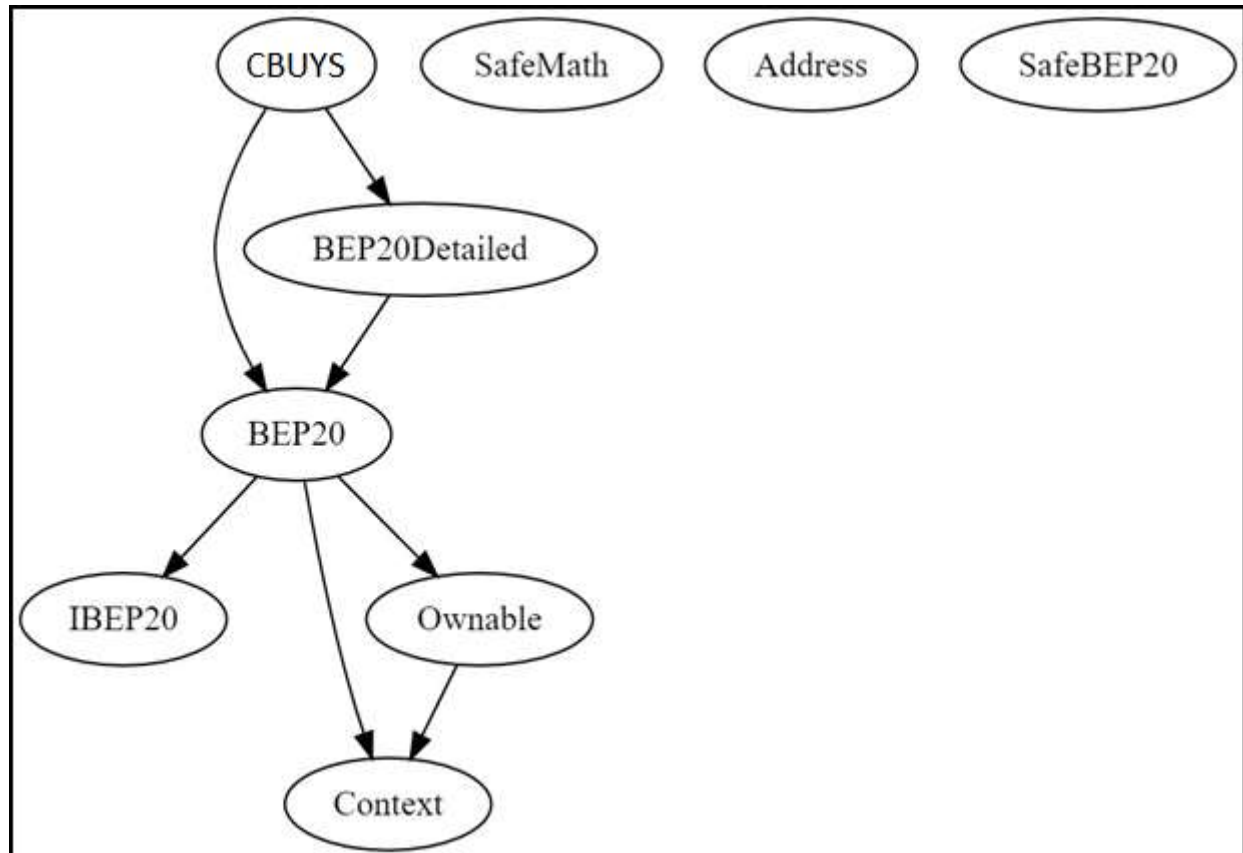 CBUYS
SafeMath
Address
SafeBEP20
BEP20Detailed
BEP20
IBEP20
Ownable
Context